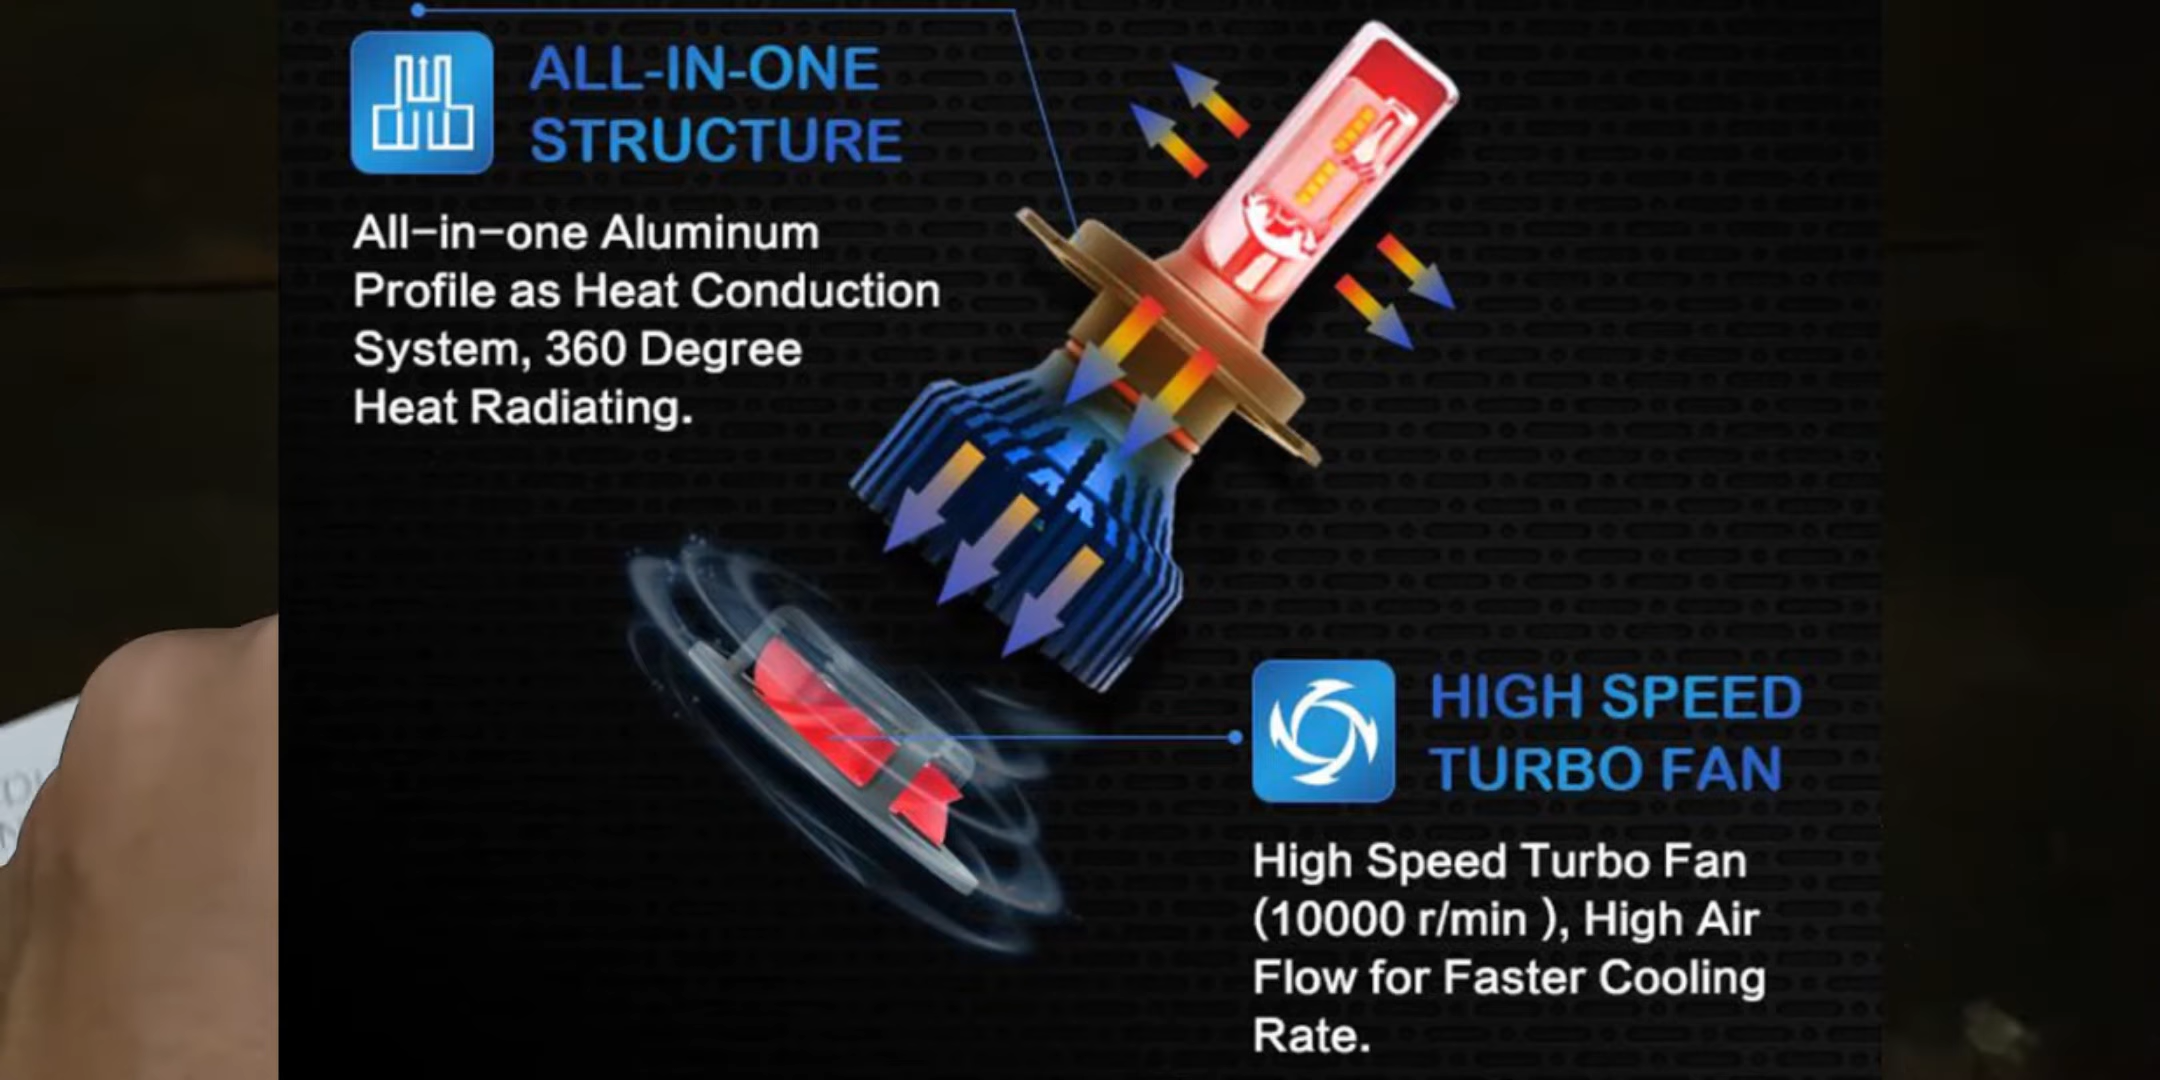 ALL-IN-ONE
STRUCTURE
All-in-one Aluminum
Profile as Heat Conduction
System, 360 Degree
Heat Radiating.
HIGH SPEED
TURBO FAN
High Speed Turbo Fan
(10000 r/min ), High Air
Flow for Faster Cooling
Rate.